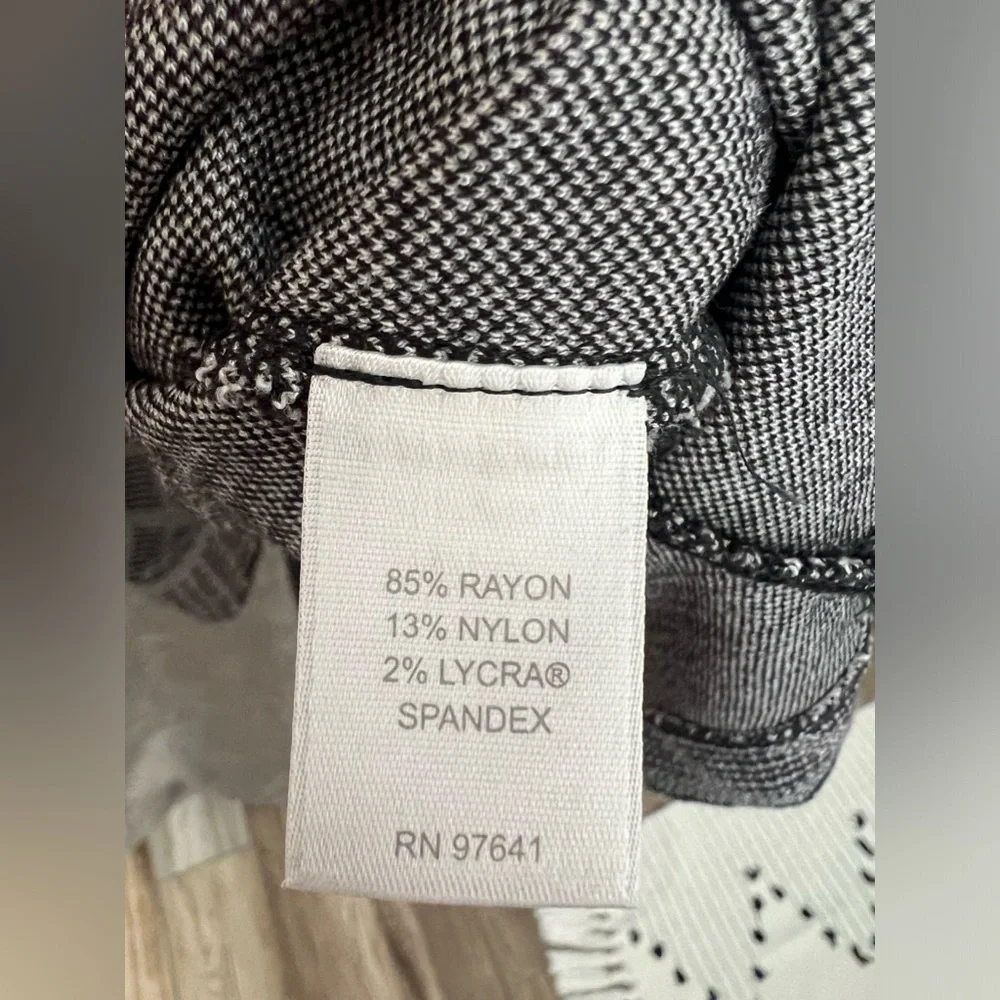 85% RAYON
13% NYLON
2% LYCRA®
SPANDEX
RN 97641